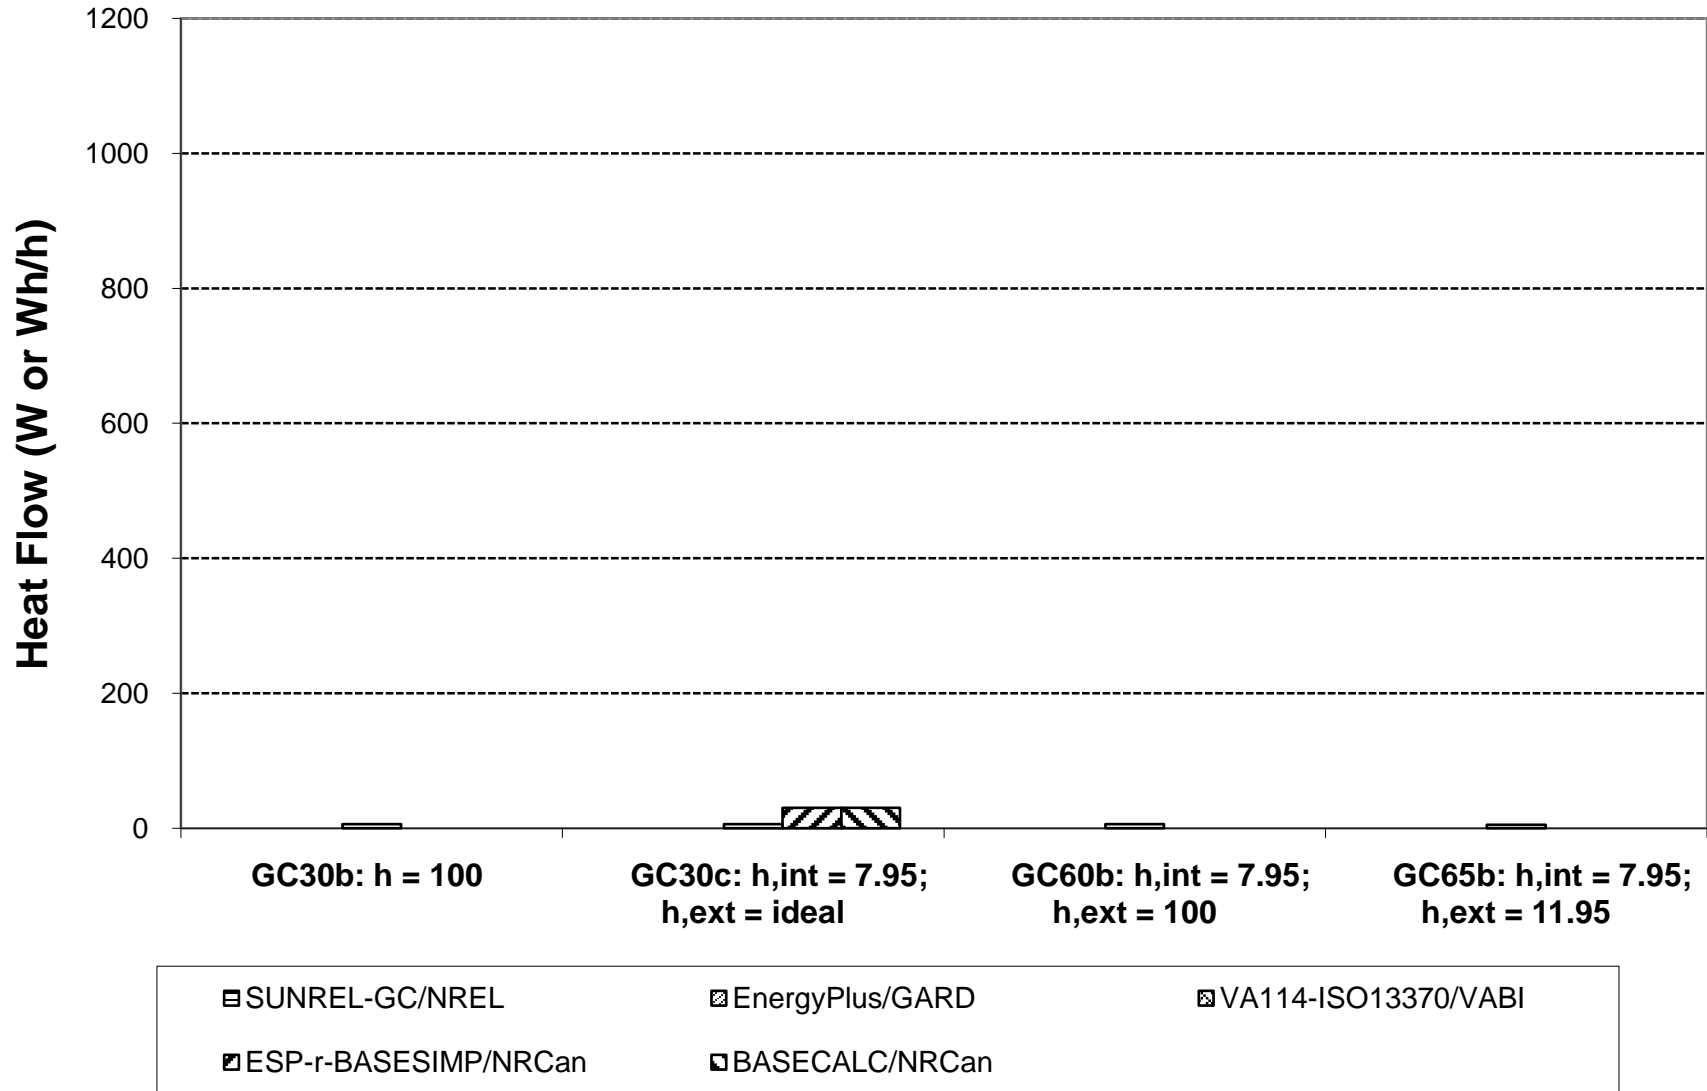 1200
1000
800
600
400
200
0
Heat Flow (W or Wh/h)
GC30b: h = 100
GC30c: h,int = 7.95;
h,ext = ideal
GC60b: h,int = 7.95;
h,ext = 100
GC65b: h,int = 7.95;
h,ext = 11.95
SUNREL-GC/NREL
EnergyPlus/GARD
VA114-ISO13370/VABI
ESP-r-BASESIMP/NRCan
BASECALC/NRCan